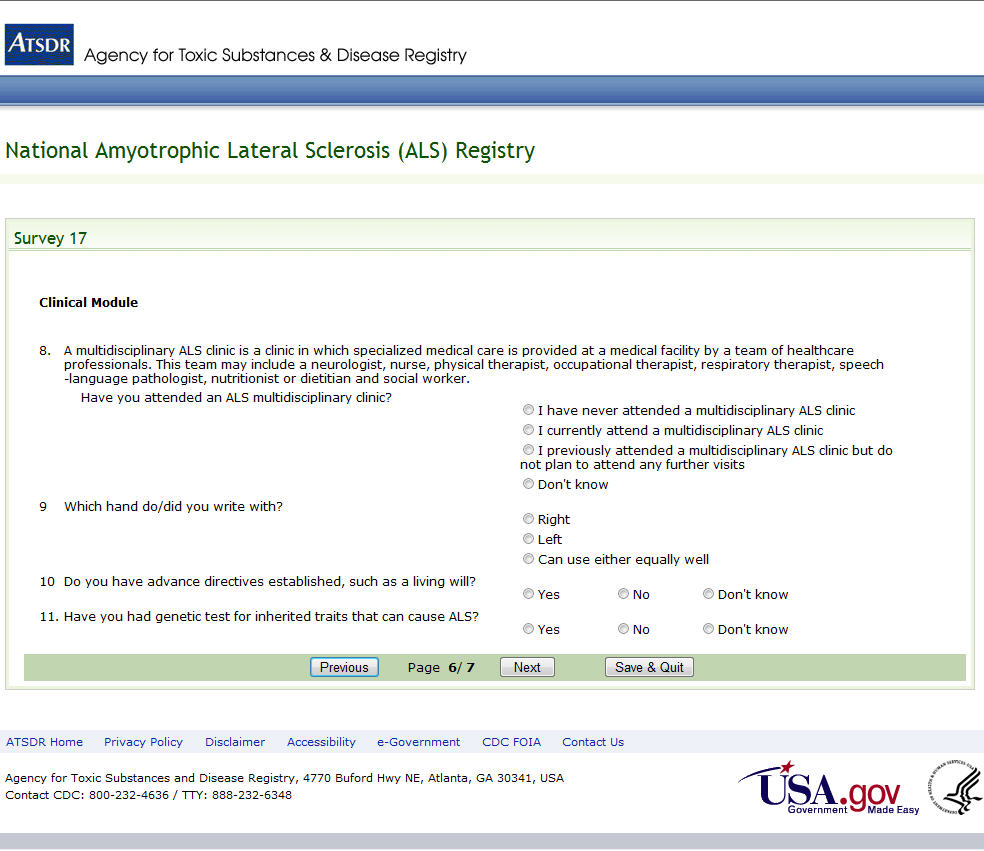 ATSDR
Agency for Toxic Substances & Disease Registry
National Amyotrophic Lateral Sclerosis (ALS) Registry
Survey 17
Clinical Module
8. A multidisciplinary ALS clinic is a clinic in which specialized medical care is provided at a medical facility by a team of healthcare
professionals. This team may include a neurologist, nurse, physical therapist, occupational therapist, respiratory therapist, speech
-language pathologist, nutritionist or dietitian and social worker.
Have you attended an ALS multidisciplinary clinic?
I have never attended a multidisciplinary ALS clinic
I currently attend a multidisciplinary ALS clinic
I previously attended a multidisciplinary ALS clinic but do
not plan to attend any further visits
Don't know
9 Which hand do/did you write with?
Right
Left
Can use either equally well
10 Do you have advance directives established, such as a living will?
Yes No Don't know
11. Have you had genetic test for inherited traits that can cause ALS?
Yes No Don't know
Previous Page 6/ 7 Next Save & Quit
ATSDR Home Privacy Policy Disclaimer Accessibility e-Government CDC FOIA Contact Us
Agency for Toxic Substances and Disease Registry, 4770 Buford Hwy NE, Atlanta, GA 30341, USA
Contact CDC: 800-232-4636 / TTY: 888-232-6348
USA.gov
Government Made Easy